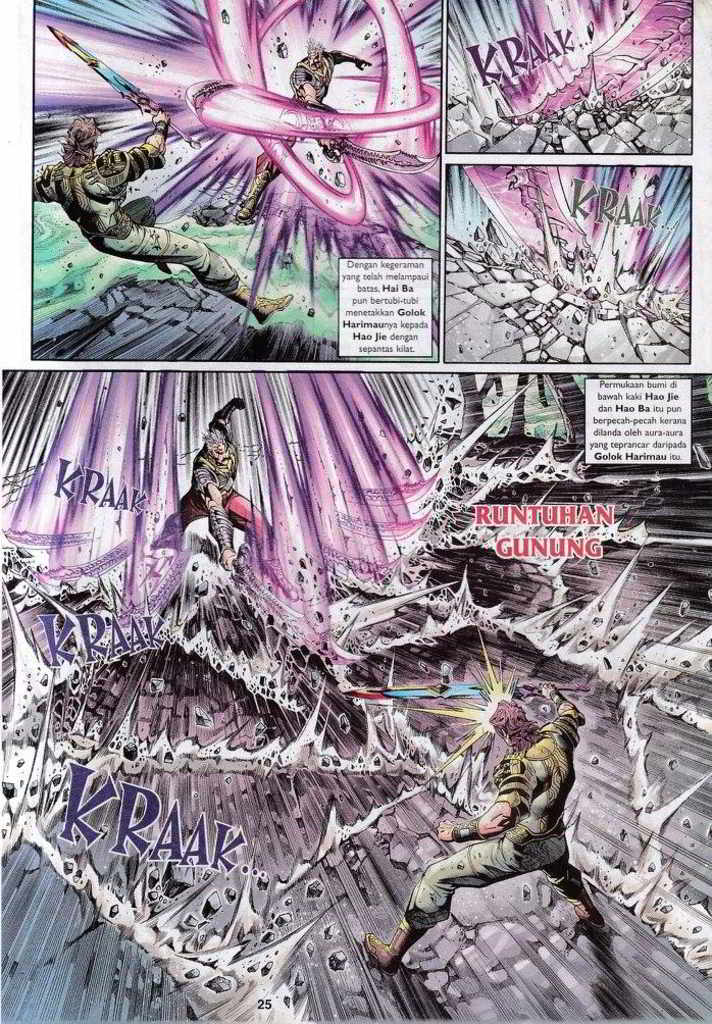 KRAAK...
KRAAK...
Dengan kegeraman
yang telah melampaui
batas, Hai Ba
pun bertubi-tubi
menetakkan Golok
Harimaunya kepada
Hao Jie dengan
sepantas kilat.
Permukaan bumi di
bawah kaki Hao Jie
dan Hao Ba itu pun
berpecah-pecah kerana
dilanda oleh aura-aura
yang teprancar daripada
Golok Harimau itu.
KRAAK...
RUNTUHAN
GUNUNG
KRAAK
KRAAK...
25